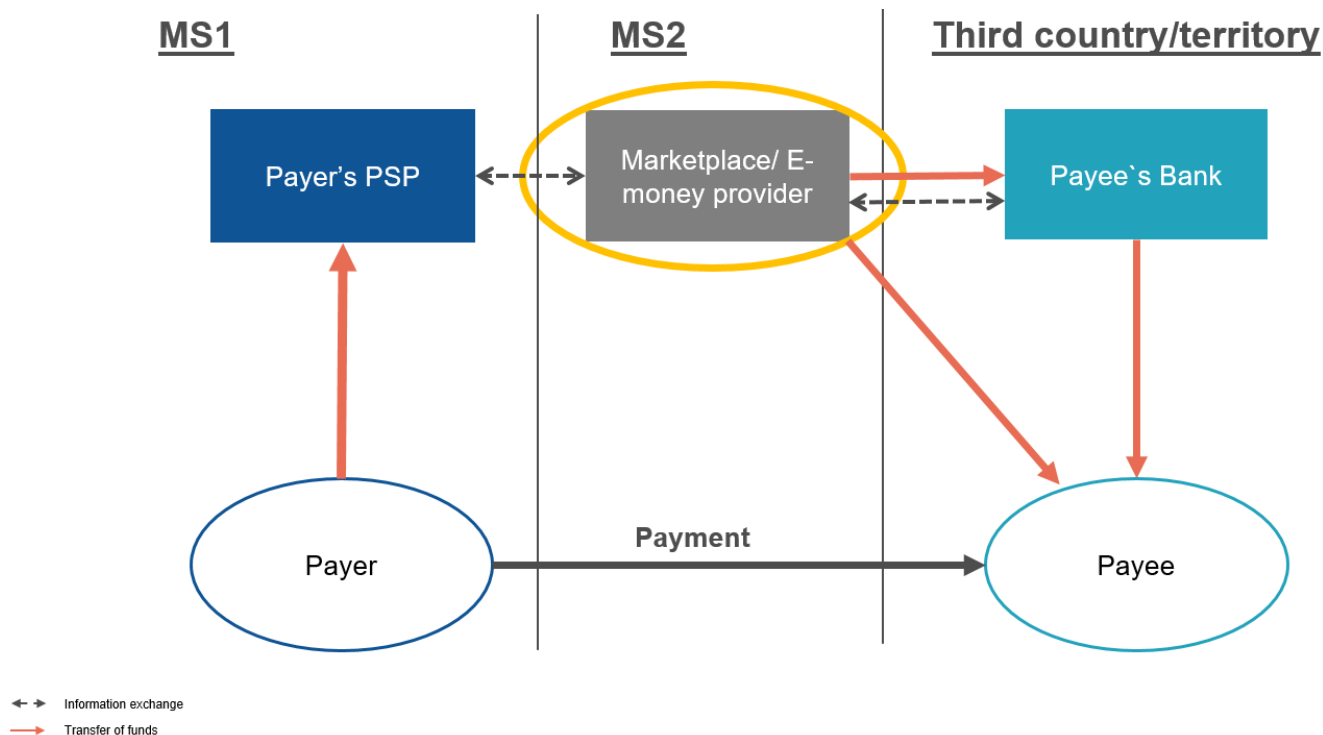 MS1
MS2
Third country/territory
Payer’s PSP
Marketplace/ E-
money provider
Payee`s Bank
Payment
Payer
Payee
Information exchange
Transfer of funds